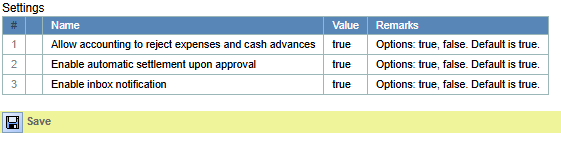 Settings
# Name Value Remarks
1 Allow accounting to reject expenses and cash advances true Options: true, false. Default is true.
2 Enable automatic settlement upon approval true Options: true, false. Default is true.
3 Enable inbox notification true Options: true, false. Default is true.
Save